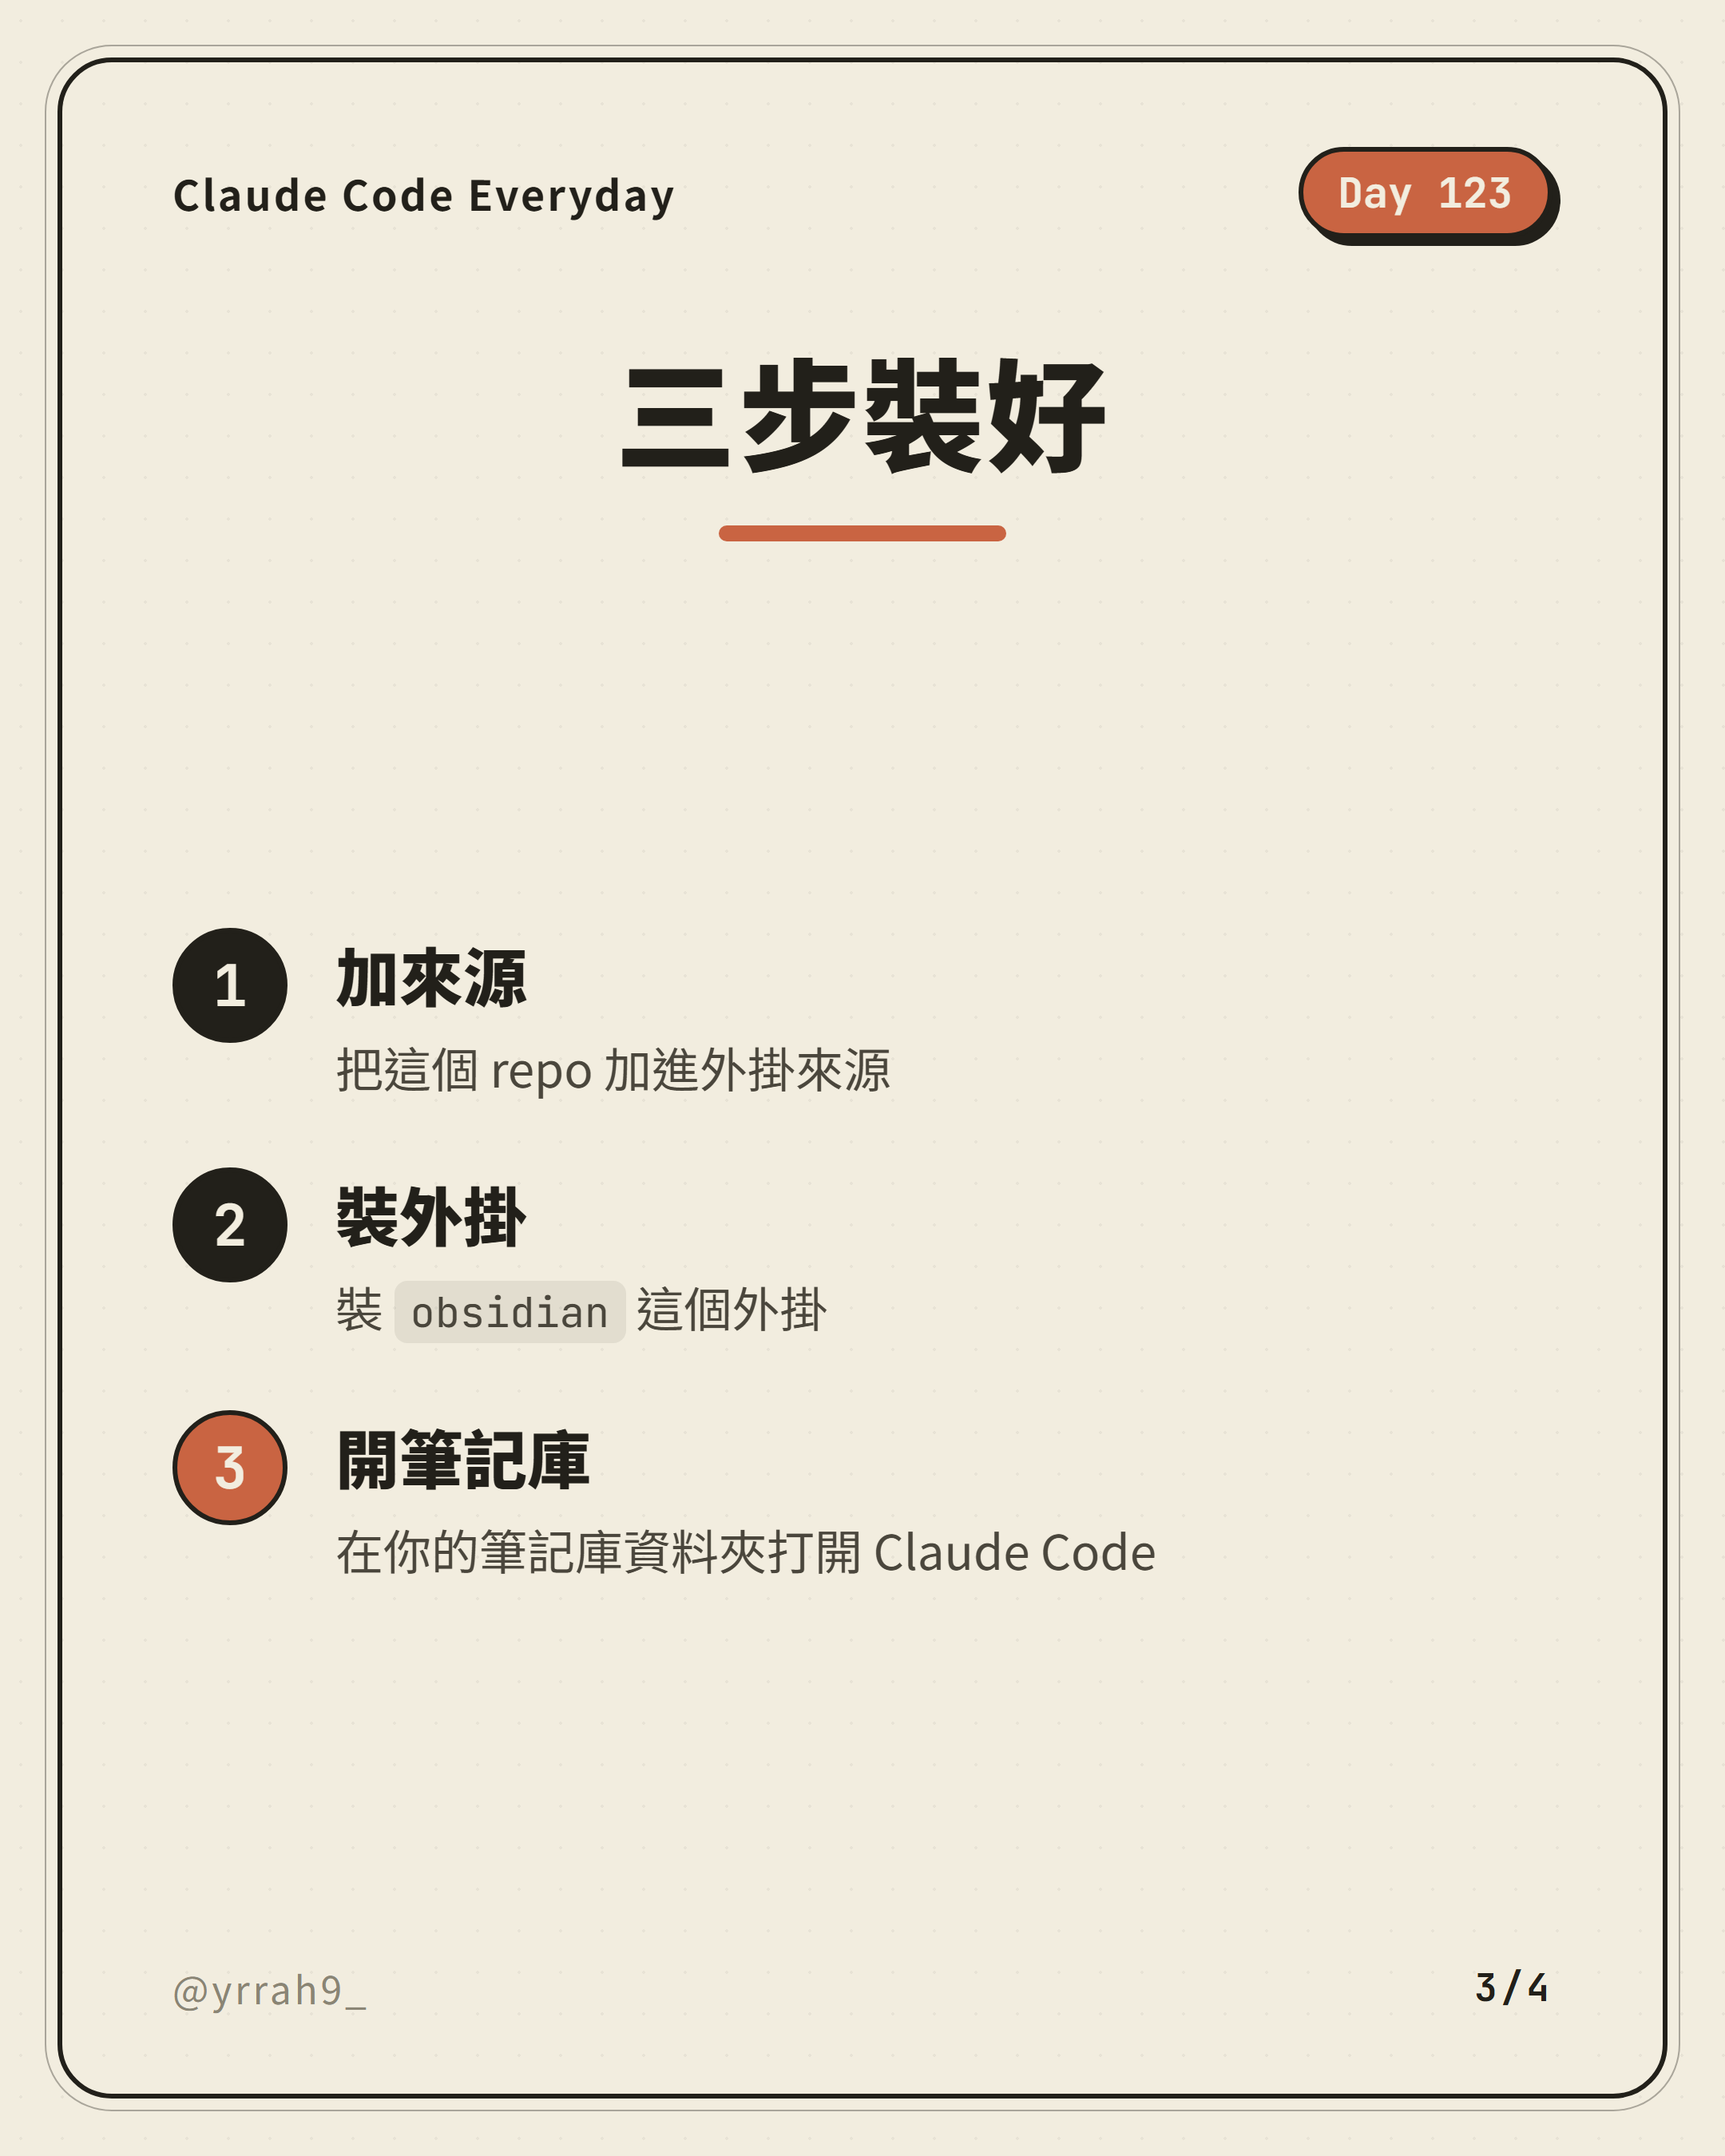 Claude Code Everyday
Day 123
三步裝好
1
加來源
把這個 repo 加進外掛來源
2
裝外掛
裝 obsidian 這個外掛
3
開筆記庫
在你的筆記庫資料夾打開 Claude Code
@yrrah9_
3/4